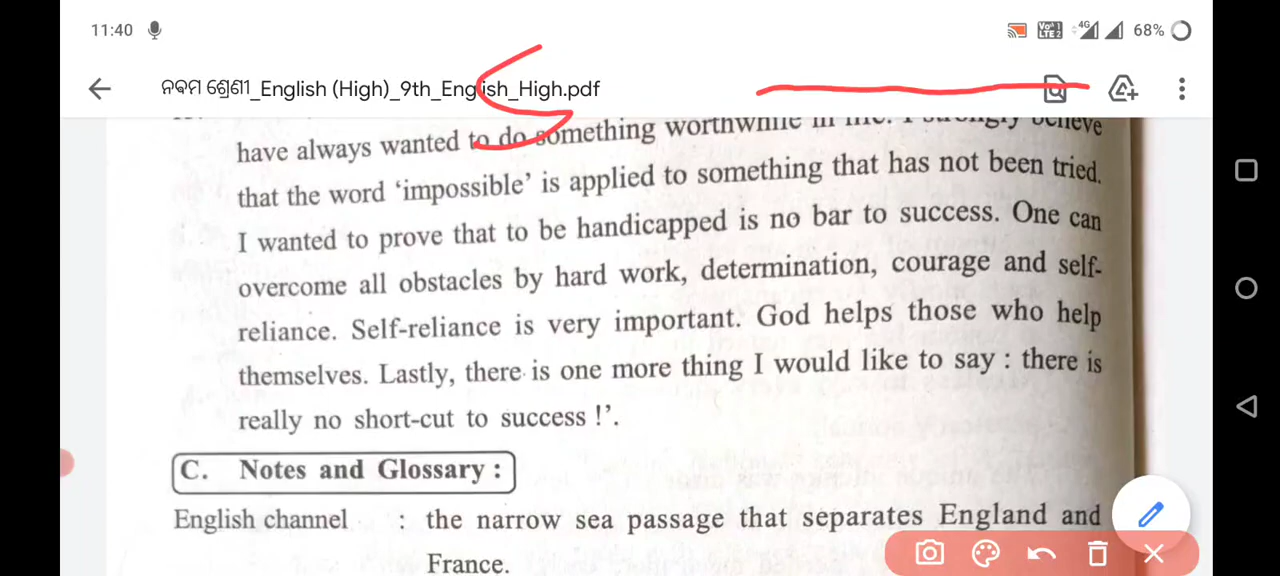 11:40
4G 68%
ନବମ ଶ୍ରେଣୀ_English (High)_9th_English_High.pdf
have always wanted to do something worthwhile in life. I strongly believe
that the word ‘impossible’ is applied to something that has not been tried.
I wanted to prove that to be handicapped is no bar to success. One can
overcome all obstacles by hard work, determination, courage and self-
reliance. Self-reliance is very important. God helps those who help
themselves. Lastly, there is one more thing I would like to say : there is
really no short-cut to success !’.
C. Notes and Glossary :
English channel : the narrow sea passage that separates England and
France.